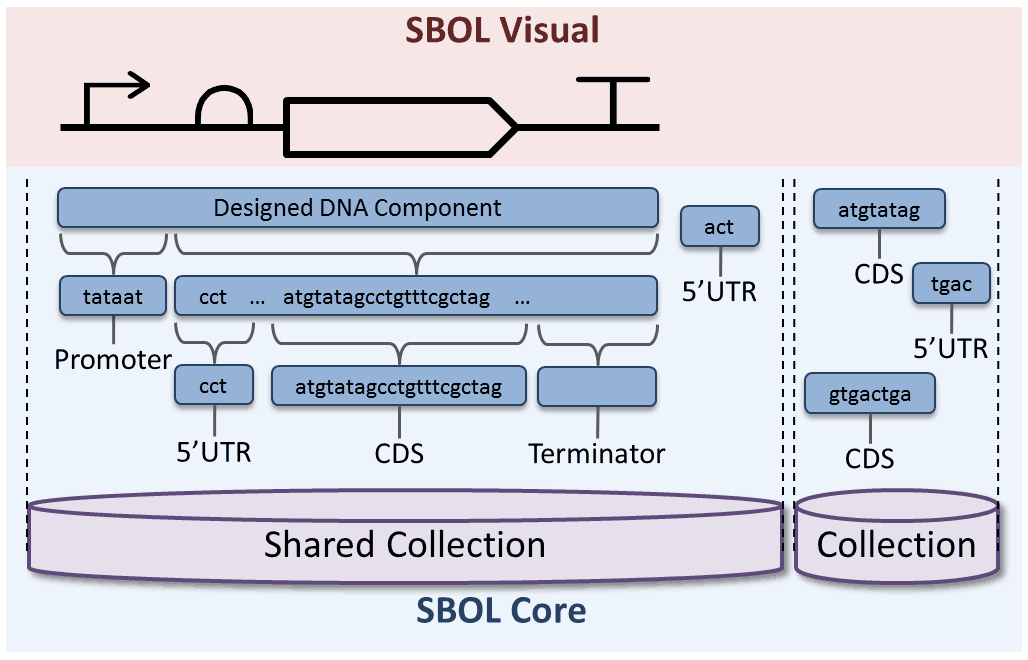 SBOL Visual
Designed DNA Component
act
5’UTR
tataat
Promoter
cct ... atgtatagcctgtttcgctag ...
cct
5’UTR
atgtatagcctgtttcgctag
CDS
Terminator
atgtatag
CDS
tgac
5’UTR
gtgactga
CDS
Shared Collection
Collection
SBOL Core